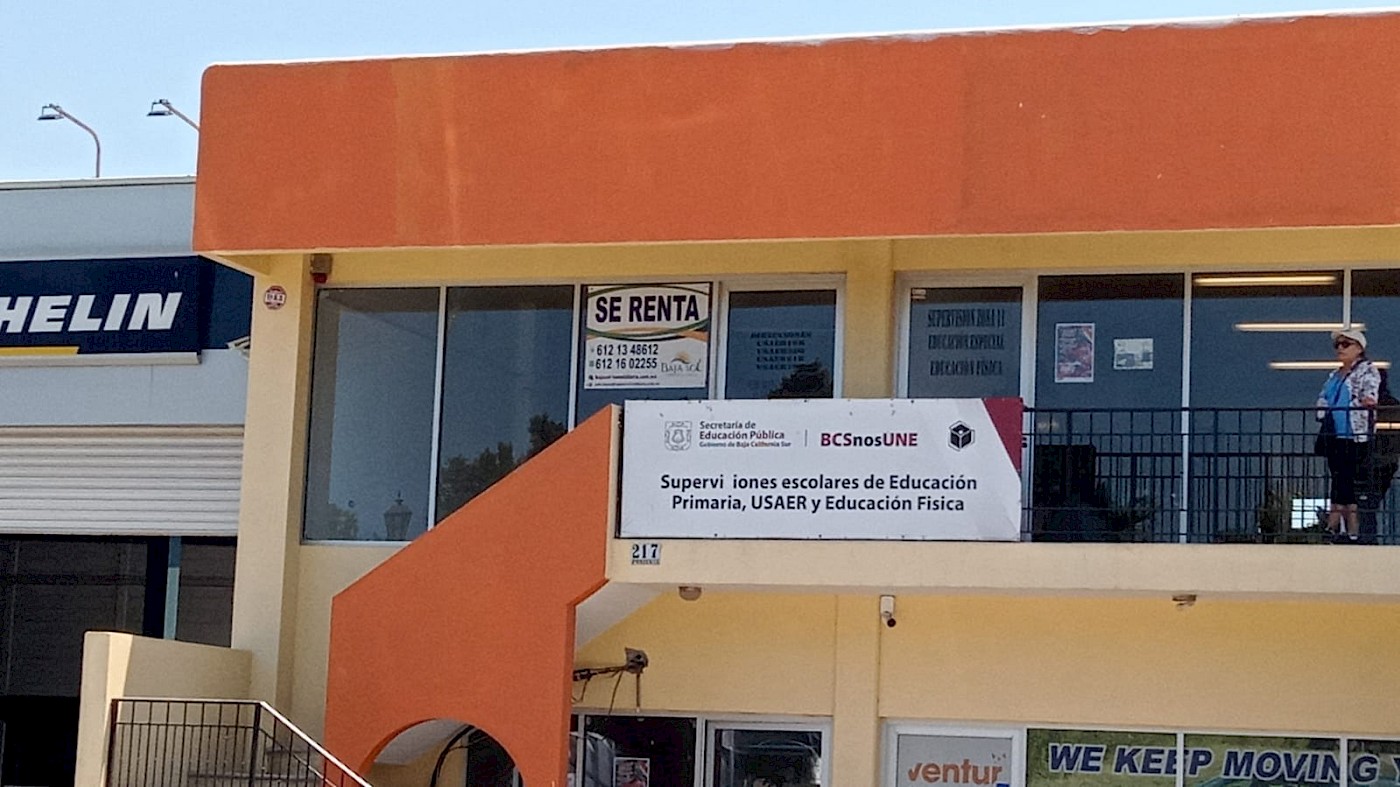 HELIN
SE RENTA
612 13 48612
612 16 02255
BAJA SOL
SUPERVISION ZONA II
EDUCACION ESPECIAL
EDUCACION FISICA
Secretaría de
Educación Pública
Gobierno de Baja California Sur
BCSnosUNE
Supervi iones escolares de Educación
Primaria, USAER y Educación Fisica
217
ventur
WE KEEP MOVING Y